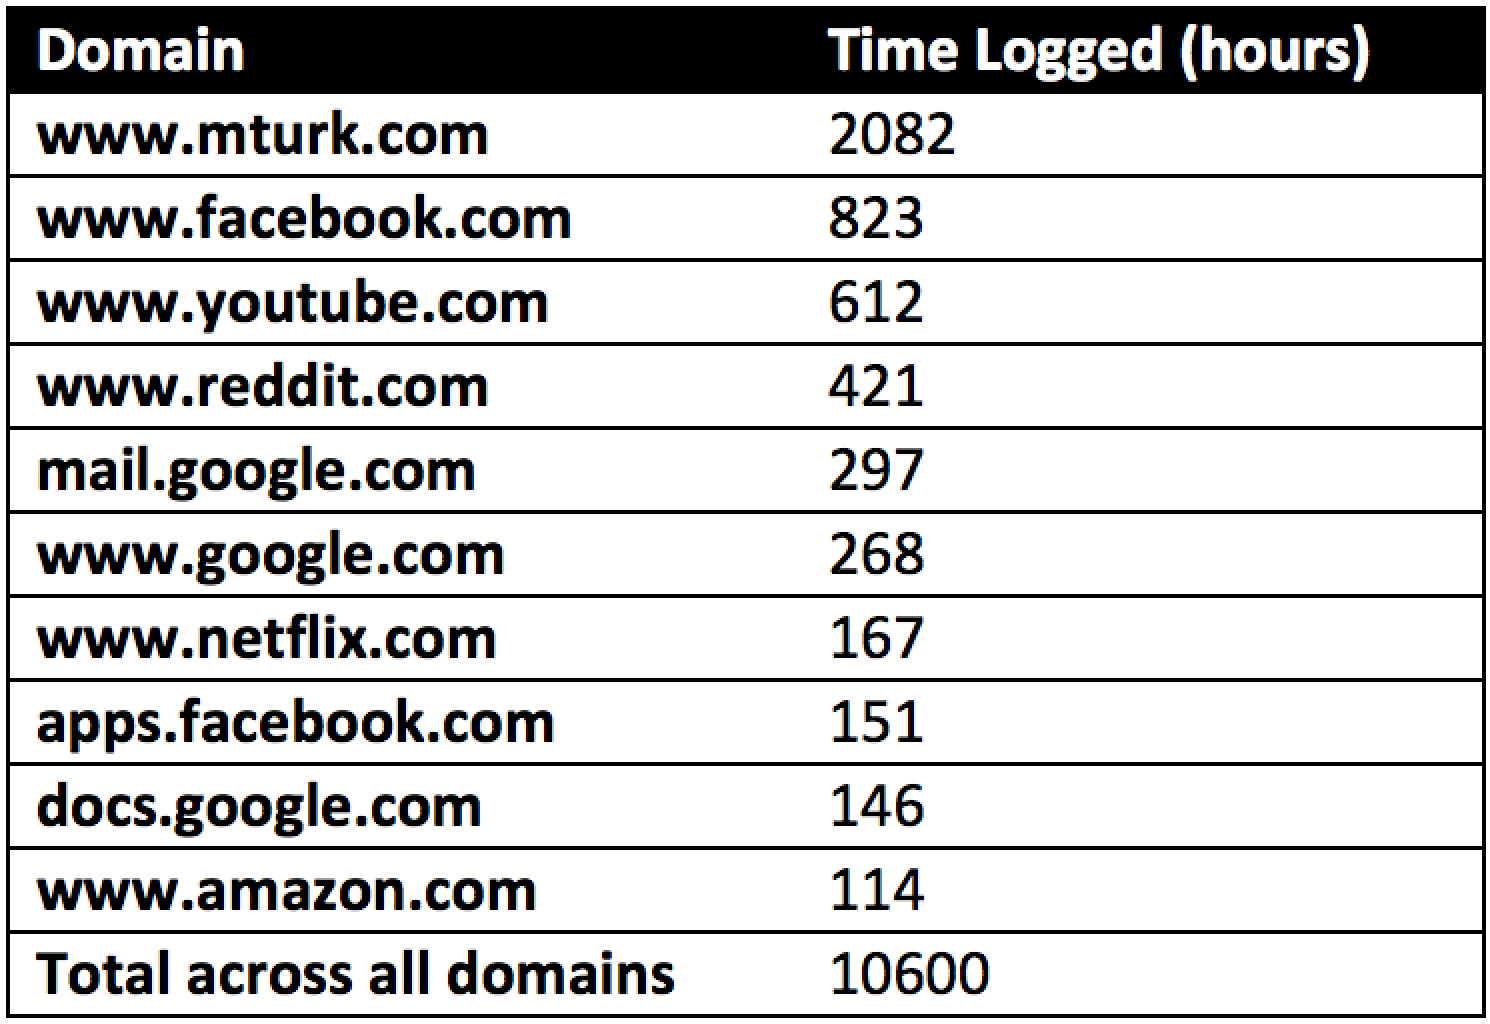 Domain Time Logged (hours)
www.mturk.com 2082
www.facebook.com 823
www.youtube.com 612
www.reddit.com 421
mail.google.com 297
www.google.com 268
www.netflix.com 167
apps.facebook.com 151
docs.google.com 146
www.amazon.com 114
Total across all domains 10600